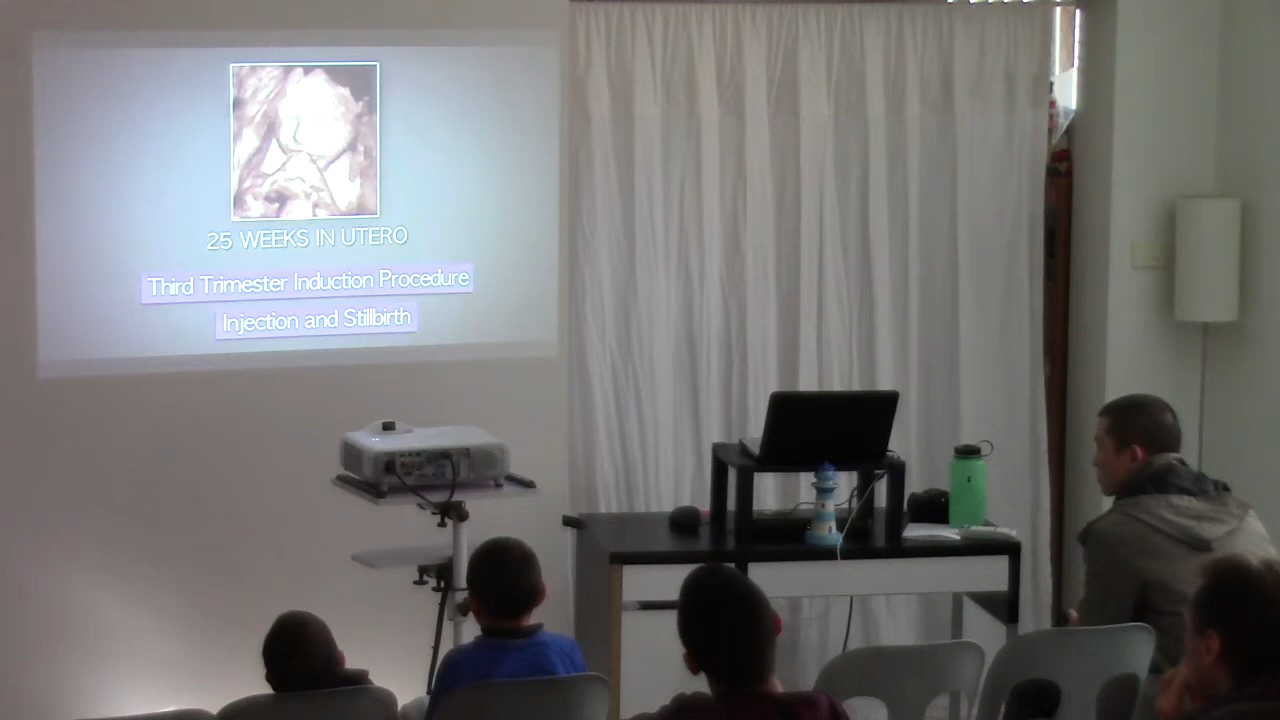 25 WEEKS IN UTERO
Third Trimester Induction Procedure
Injection and Stillbirth